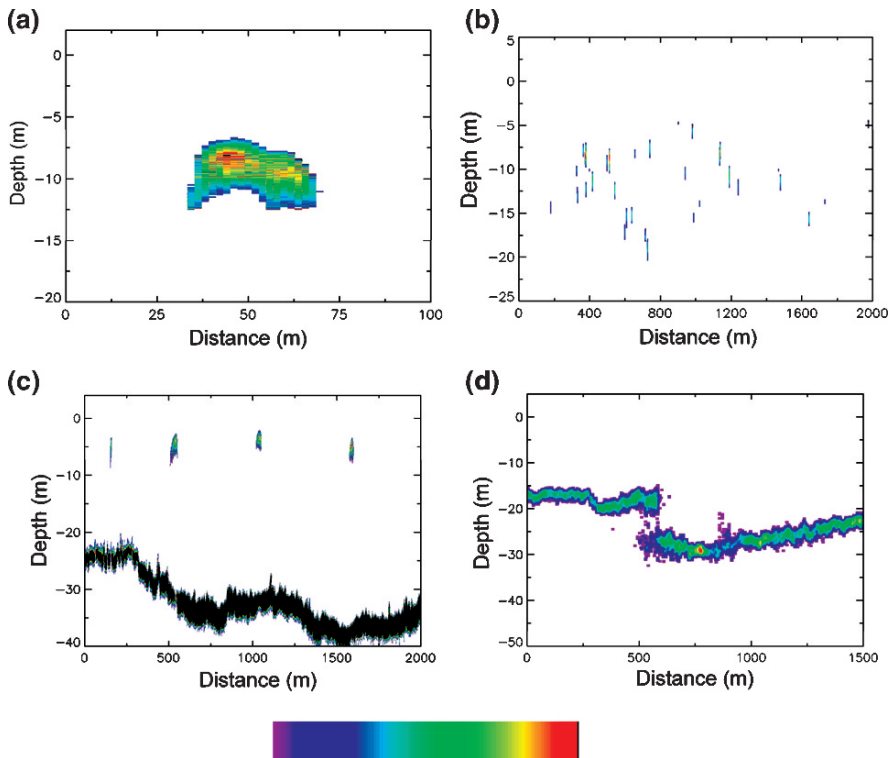 (a)
0
−5
−10
−15
−20
Depth (m)
0 25 50 75 100
Distance (m)
(b)
5
0
−5
−10
−15
−20
−25
Depth (m)
0 400 800 1200 1600 2000
Distance (m)
(c)
0
−10
−20
−30
−40
Depth (m)
0 500 1000 1500 2000
Distance (m)
(d)
0
−10
−20
−30
−40
−50
Depth (m)
0 500 1000 1500
Distance (m)